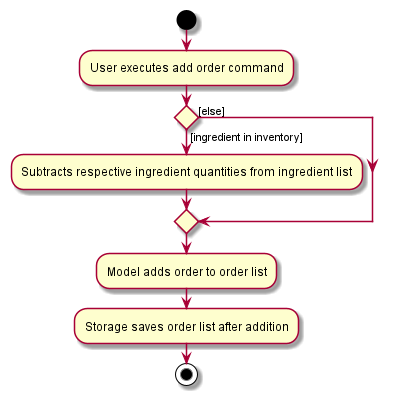 User executes add order command
[else]
[ingredient in inventory]
Subtracts respective ingredient quantities from ingredient list
Model adds order to order list
Storage saves order list after addition